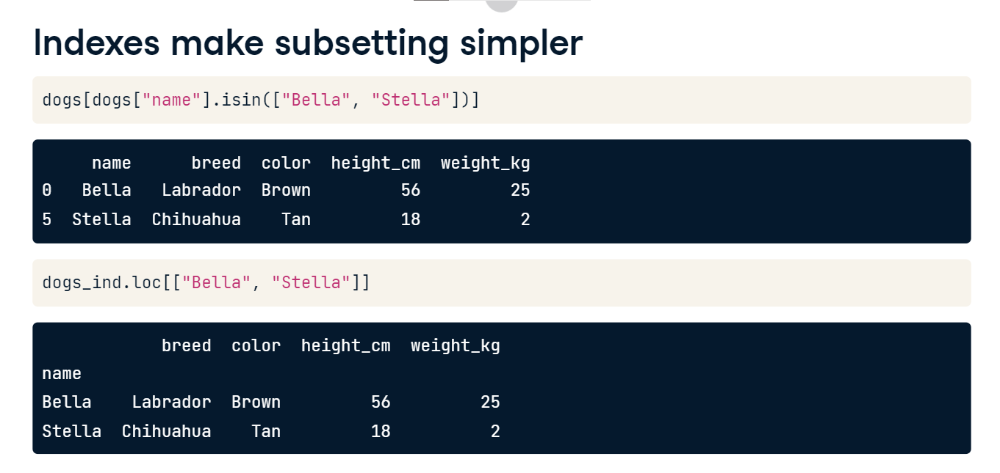 Indexes make subsetting simpler
dogs[dogs["name"].isin(["Bella", "Stella"])]
     name      breed  color  height_cm  weight_kg
0   Bella   Labrador  Brown         56         25
5  Stella  Chihuahua    Tan         18          2
dogs_ind.loc[["Bella", "Stella"]]
            breed  color  height_cm  weight_kg
name
Bella    Labrador  Brown         56         25
Stella  Chihuahua    Tan         18          2